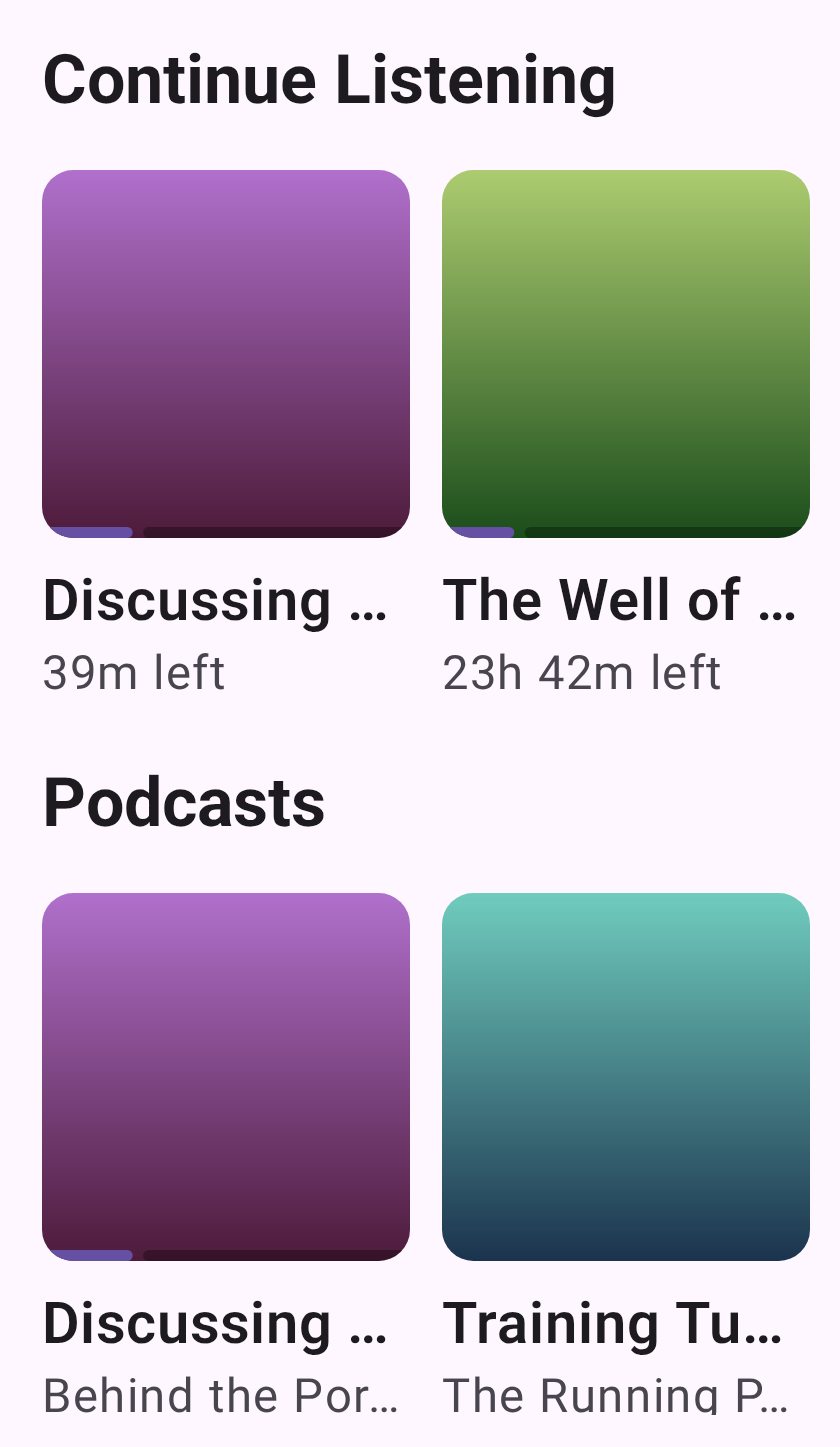 Continue Listening
Discussing …
The Well of …
39m left
23h 42m left
Podcasts
Discussing …
Training Tu…
Behind the Por…
The Running P…